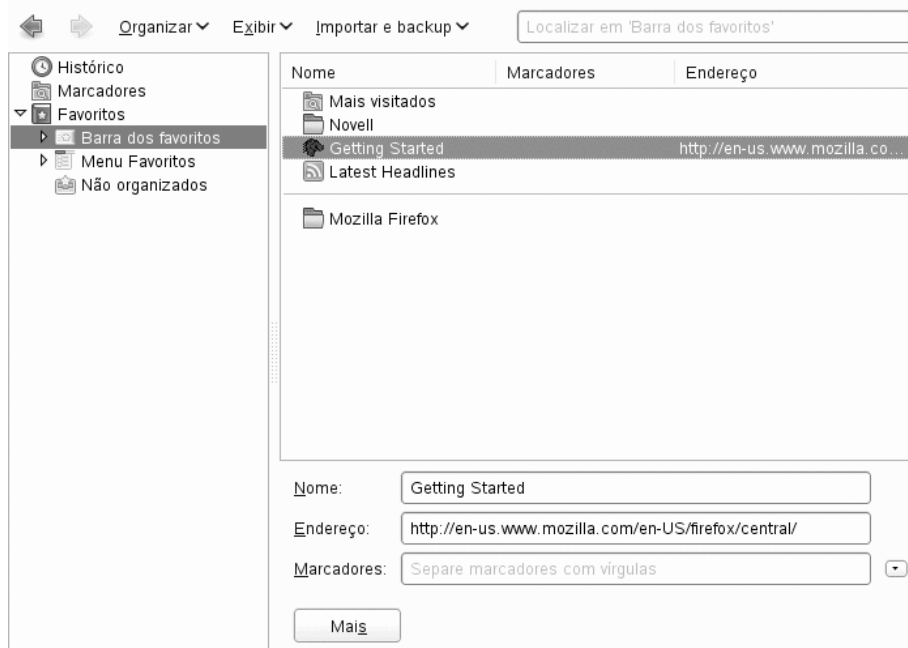 Organizar Exibir Importar e backup Localizar em 'Barra dos favoritos'
Histórico
Marcadores
Favoritos
Barra dos favoritos
Menu Favoritos
Não organizados
Nome Marcadores Endereço
Mais visitados
Novell
Getting Started http://en-us.www.mozilla.co...
Latest Headlines
Mozilla Firefox
Nome: Getting Started
Endereço: http://en-us.www.mozilla.com/en-US/firefox/central/
Marcadores: Separe marcadores com vírgulas
Mais